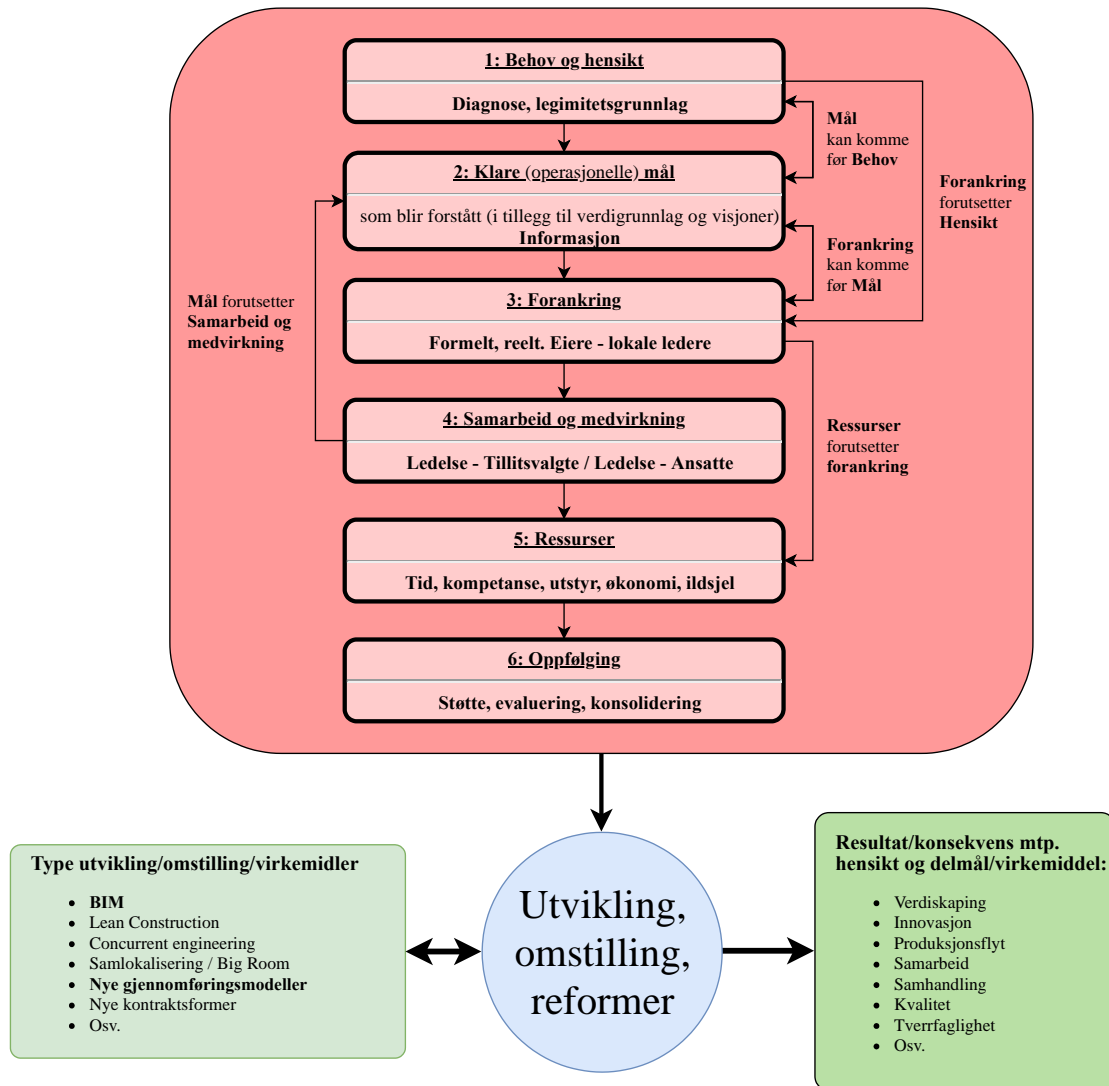 1: Behov og hensikt
Diagnose, legimitetsgrunnlag
Mål
kan komme
før Behov
2: Klare (operasjonelle) mål
som blir forstått (i tillegg til verdigrunnlag og visjoner)
Informasjon
Forankring
forutsetter
Hensikt
Forankring
kan komme
før Mål
3: Forankring
Formelt, reelt. Eiere - lokale ledere
Mål forutsetter
Samarbeid og
medvirkning
4: Samarbeid og medvirkning
Ledelse - Tillitsvalgte / Ledelse - Ansatte
Ressurser
forutsetter
forankring
5: Ressurser
Tid, kompetanse, utstyr, økonomi, ildsjel
6: Oppfølging
Støtte, evaluering, konsolidering
Type utvikling/omstilling/virkemidler
BIM
Lean Construction
Concurrent engineering
Samlokalisering / Big Room
Nye gjennomføringsmodeller
Nye kontraktsformer
Osv.
Utvikling,
omstilling,
reformer
Resultat/konsekvens mtp.
hensikt og delmål/virkemiddel:
Verdiskaping
Innovasjon
Produksjonsflyt
Samarbeid
Samhandling
Kvalitet
Tverrfaglighet
Osv.